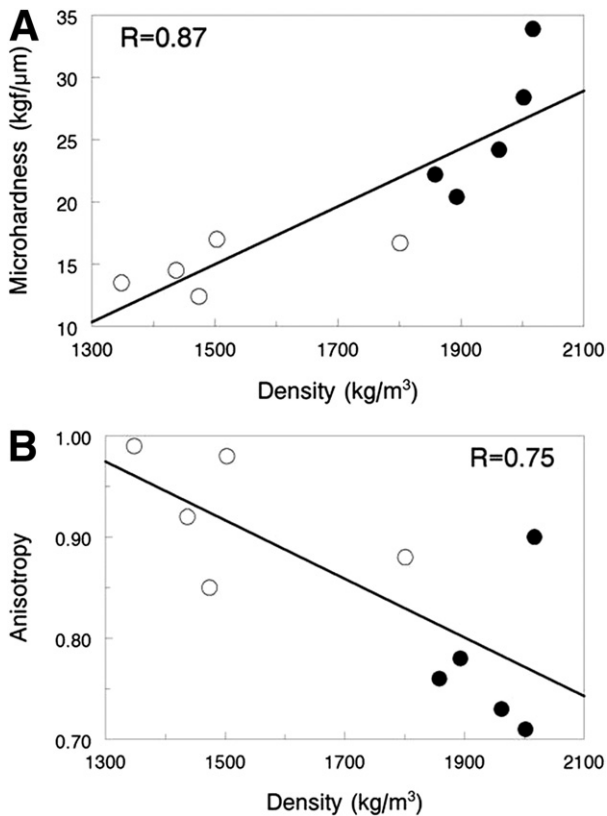 A
R=0.87
Microhardness (kgf/μm)
35
30
25
20
15
10
1300 1500 1700 1900 2100
Density (kg/m³)
B
R=0.75
Anisotropy
1.00
0.90
0.80
0.70
1300 1500 1700 1900 2100
Density (kg/m³)